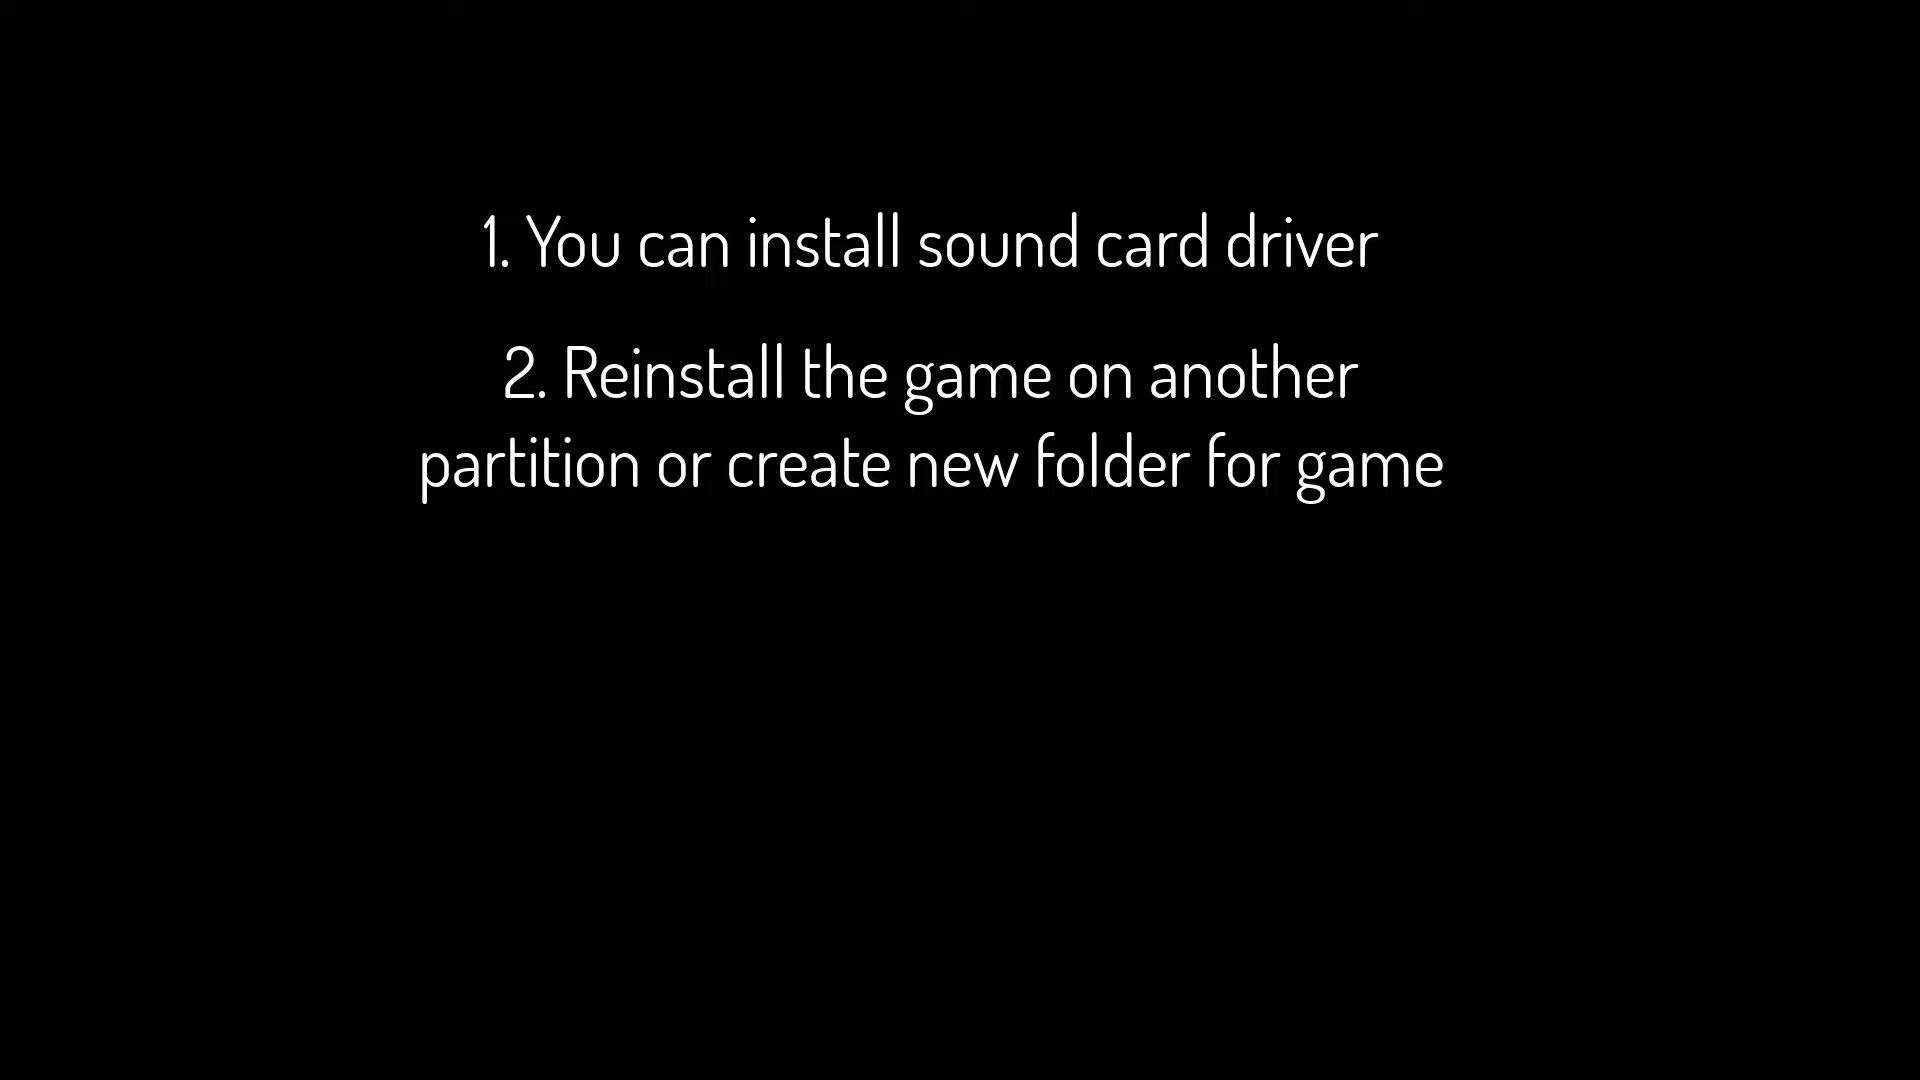 1. You can install sound card driver
2. Reinstall the game on another
partition or create new folder for game